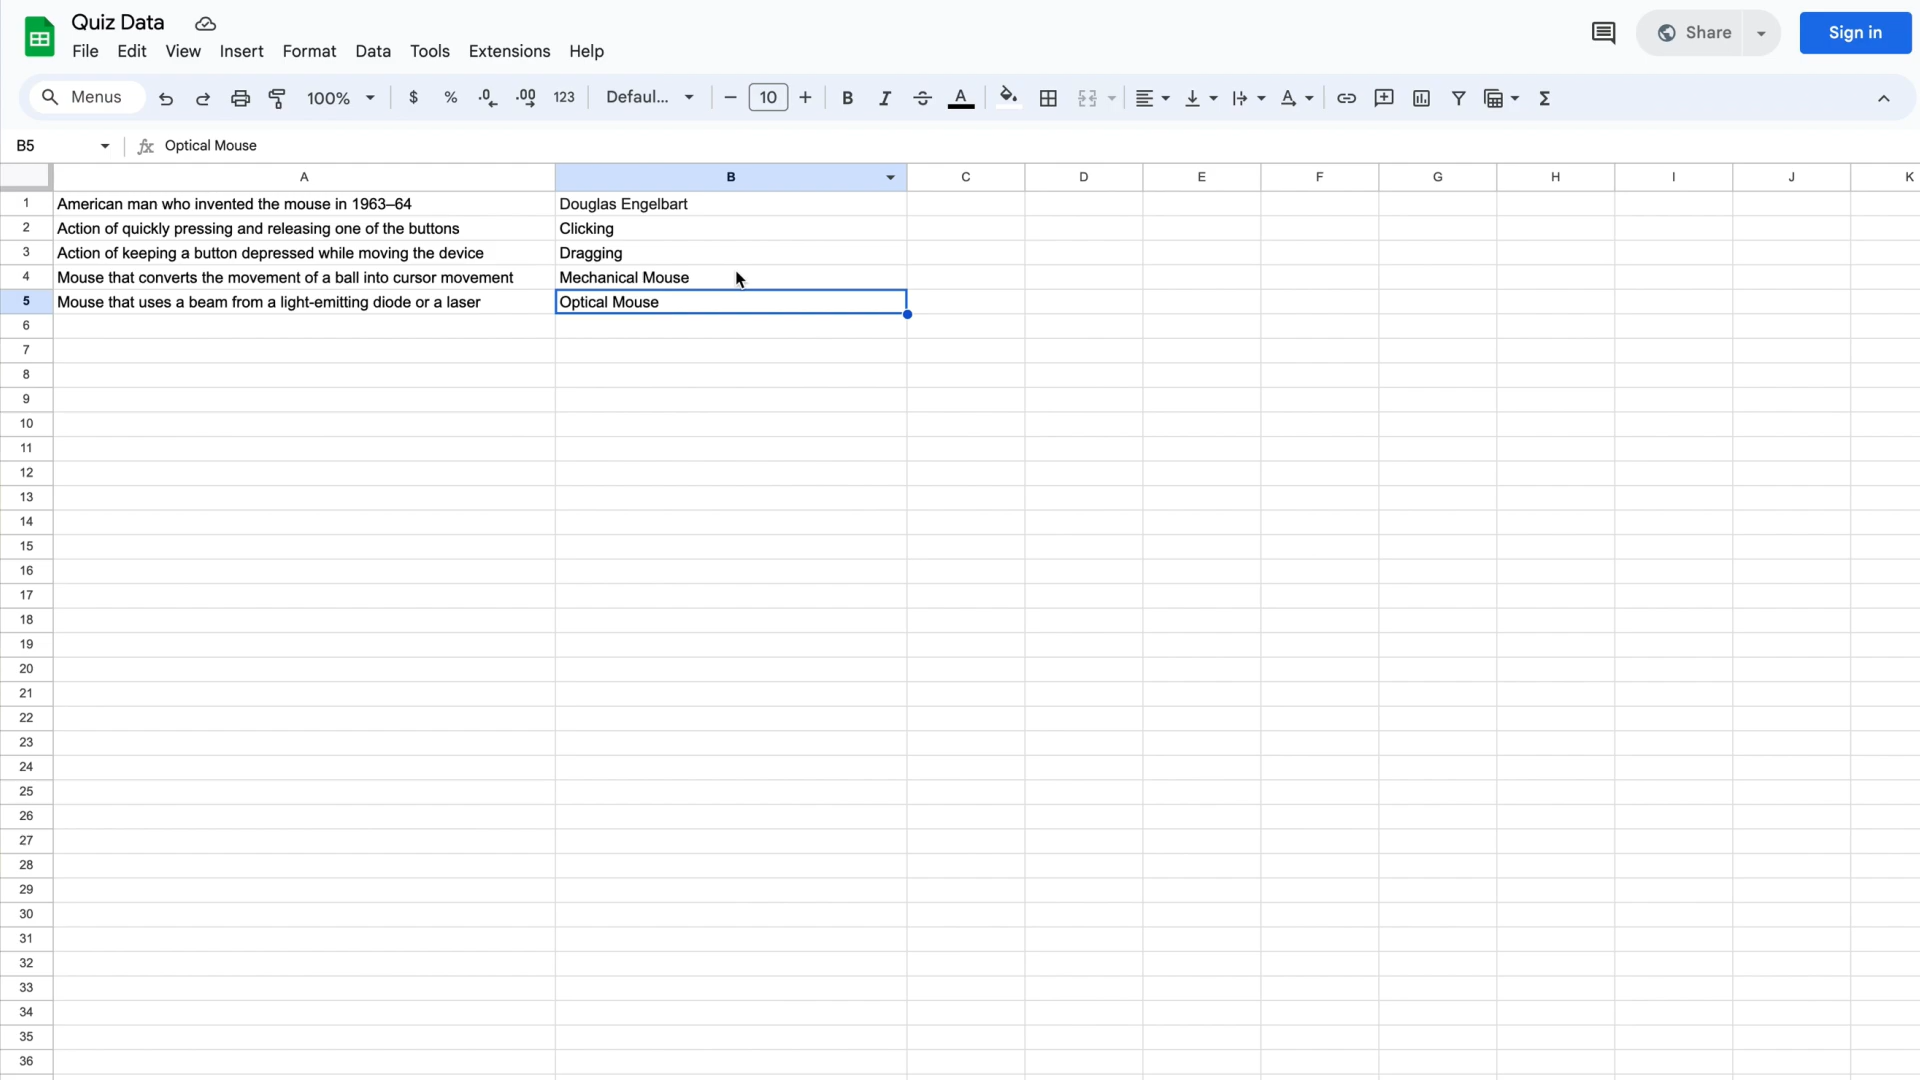 Quiz Data
Share
Sign in
File Edit View Insert Format Data Tools Extensions Help
Menus 100% $ % .0 .00 123 Defaul... 10 B I A Σ
B5 fx Optical Mouse
A B C D E F G H I J K
1 American man who invented the mouse in 1963–64 Douglas Engelbart
2 Action of quickly pressing and releasing one of the buttons Clicking
3 Action of keeping a button depressed while moving the device Dragging
4 Mouse that converts the movement of a ball into cursor movement Mechanical Mouse
5 Mouse that uses a beam from a light-emitting diode or a laser Optical Mouse
6
7
8
9
10
11
12
13
14
15
16
17
18
19
20
21
22
23
24
25
26
27
28
29
30
31
32
33
34
35
36